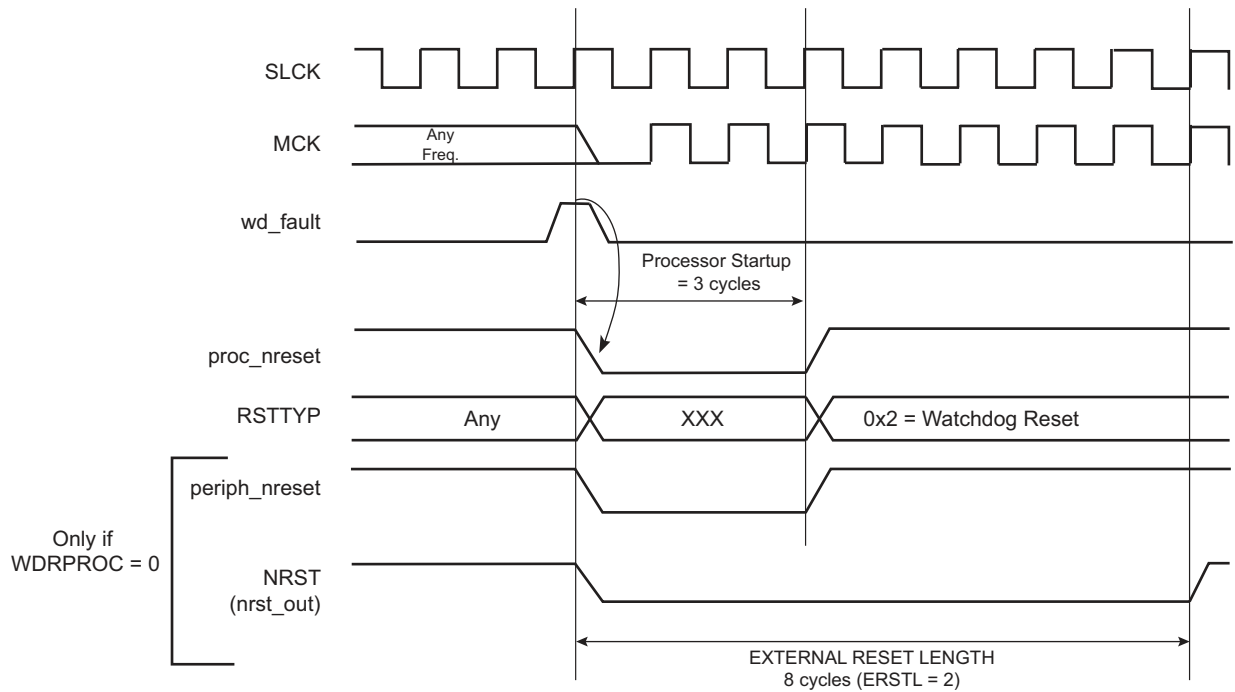 SLCK
MCK
Any
Freq.
wd_fault
Processor Startup
= 3 cycles
proc_nreset
RSTTYP
Any
XXX
0x2 = Watchdog Reset
periph_nreset
Only if
WDRPROC = 0
NRST
(nrst_out)
EXTERNAL RESET LENGTH
8 cycles (ERSTL = 2)